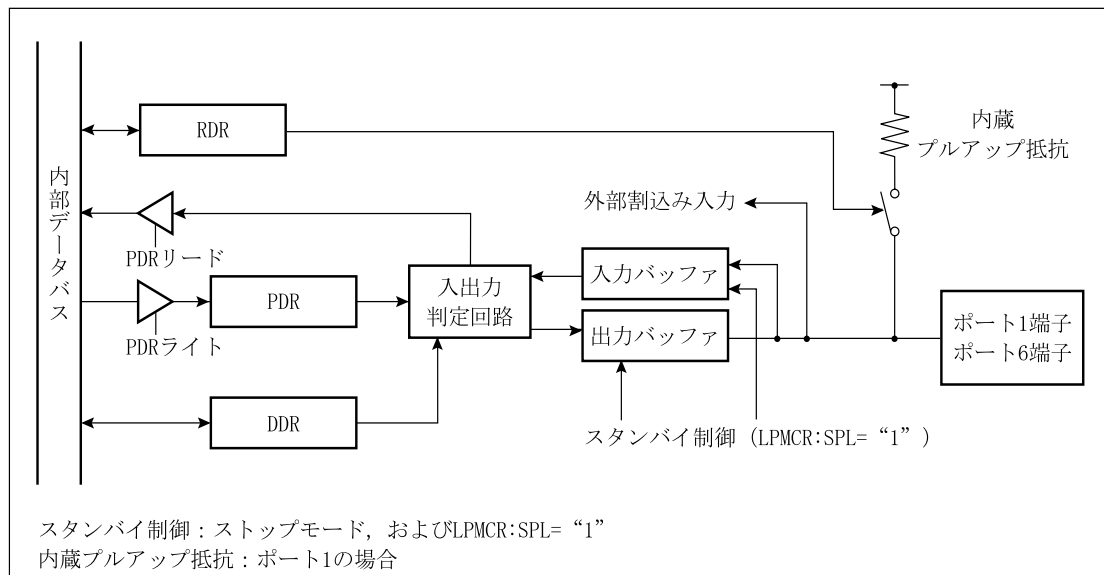 内部データバス
RDR
内蔵
プルアップ抵抗
外部割込み入力
PDRリード
入力バッファ
PDR
入出力
判定回路
出力バッファ
ポート1端子
ポート6端子
PDRライト
DDR
スタンバイ制御 (LPMCR:SPL= “1” )
スタンバイ制御：ストップモード，およびLPMCR:SPL= “1”
内蔵プルアップ抵抗：ポート1の場合